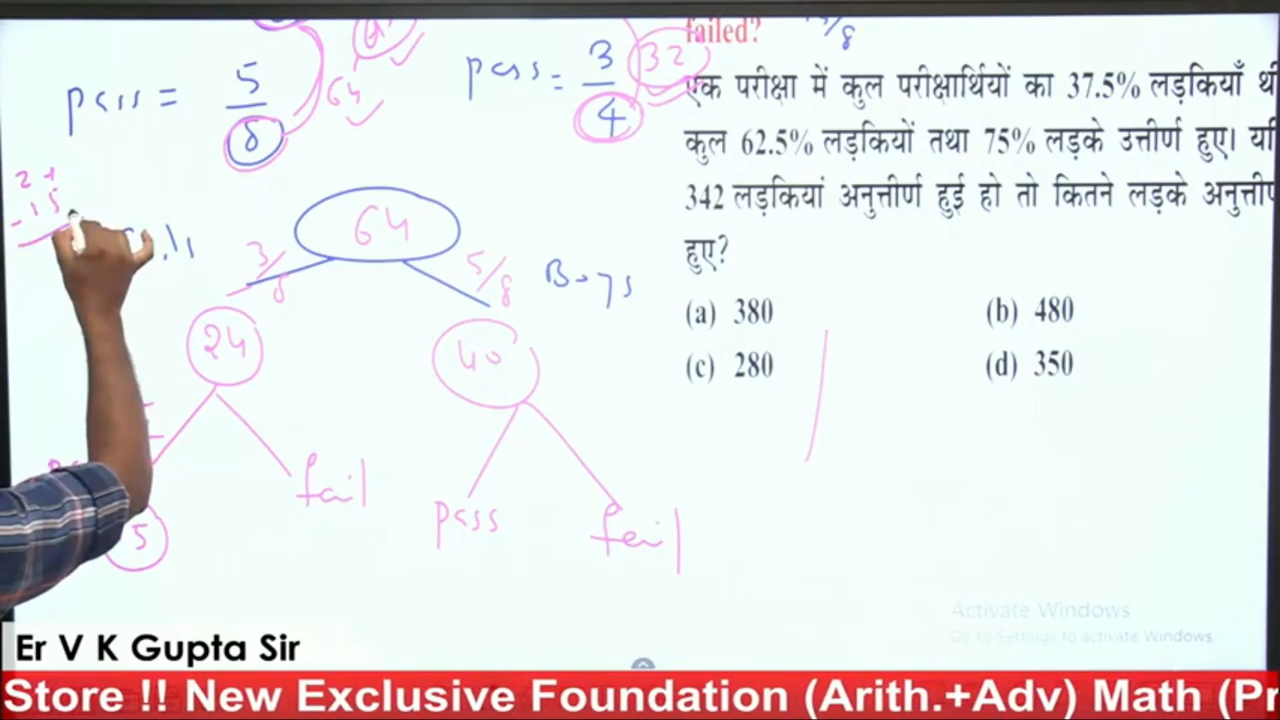 failed?
pass = 5/8
64
pass = 3/4
32
एक परीक्षा में कुल परीक्षार्थियों का 37.5% लड़कियाँ थी
कुल 62.5% लड़कियों तथा 75% लड़के उत्तीर्ण हुए। यदि
342 लड़कियां अनुत्तीर्ण हुई हो तो कितने लड़के अनुत्तीर्ण
हुए?
(a) 380 (b) 480
(c) 280 (d) 350
24
-15
64
3/8
5/8 Boys
24
40
fail
pass
fail
Activate Windows
Go to Settings to activate Windows.
Er V K Gupta Sir
Store !! New Exclusive Foundation (Arith.+Adv) Math (Pr